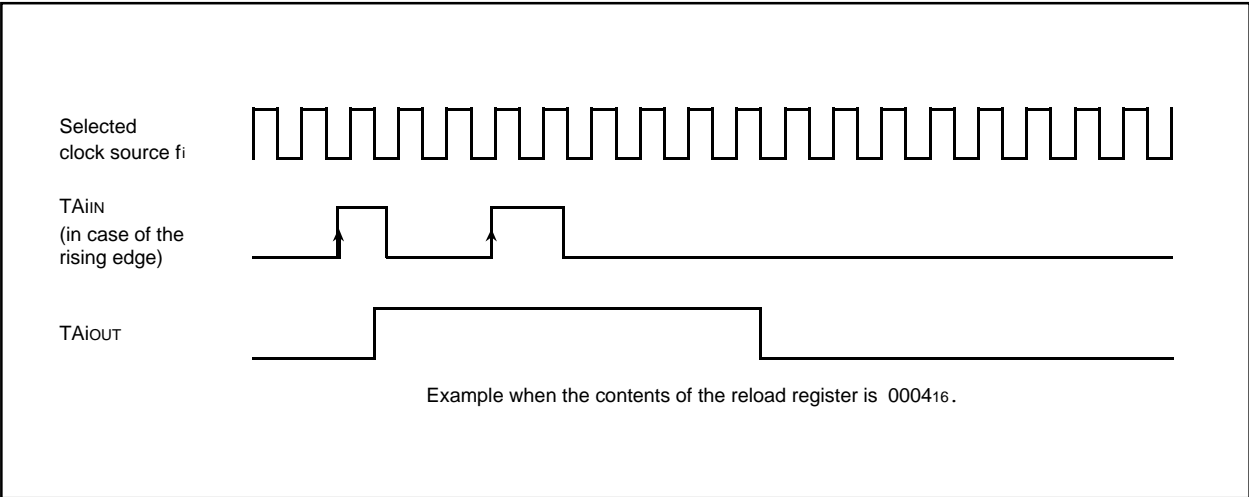 Selected
clock source fi
TAiIN
(in case of the
rising edge)
TAiOUT
Example when the contents of the reload register is 000416.